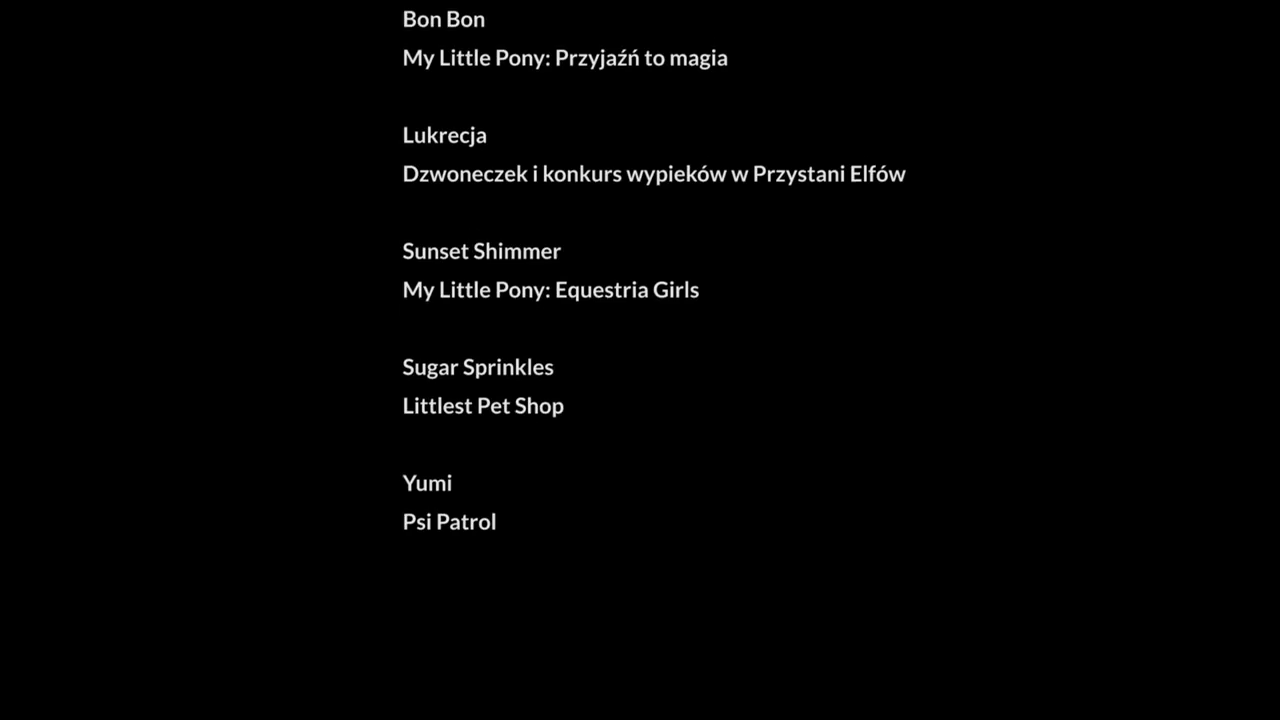 Bon Bon
My Little Pony: Przyjaźń to magia
Lukrecja
Dzwoneczek i konkurs wypieków w Przystani Elfów
Sunset Shimmer
My Little Pony: Equestria Girls
Sugar Sprinkles
Littlest Pet Shop
Yumi
Psi Patrol